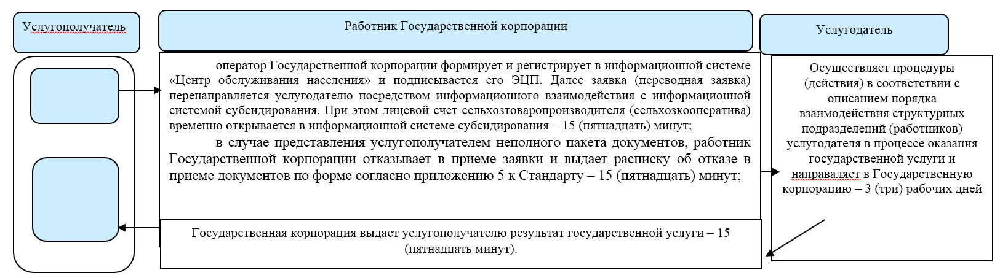 Услугополучатель
Работник Государственной корпорации
Услугодатель
оператор Государственной корпорации формирует и регистрирует в информационной системе
«Центр обслуживания населения» и подписывается его ЭЦП. Далее заявка (переводная заявка)
перенаправляется услугодателю посредством информационного взаимодействия с информационной
системой субсидирования. При этом лицевой счет сельхозтоваропроизводителя (сельхозкооператива)
временно открывается в информационной системе субсидирования – 15 (пятнадцать) минут;
в случае представления услугополучателем неполного пакета документов, работник
Государственной корпорации отказывает в приеме заявки и выдает расписку об отказе в
приеме документов по форме согласно приложению 5 к Стандарту – 15 (пятнадцать) минут;
Осуществляет процедуры
(действия) в соответствии с
описанием порядка
взаимодействия структурных
подразделений (работников)
услугодателя в процессе оказания
государственной услуги и
направаляет в Государственную
корпорацию – 3 (три) рабочих дней
Государственная корпорация выдает услугополучателю результат государственной услуги – 15
(пятнадцать минут).